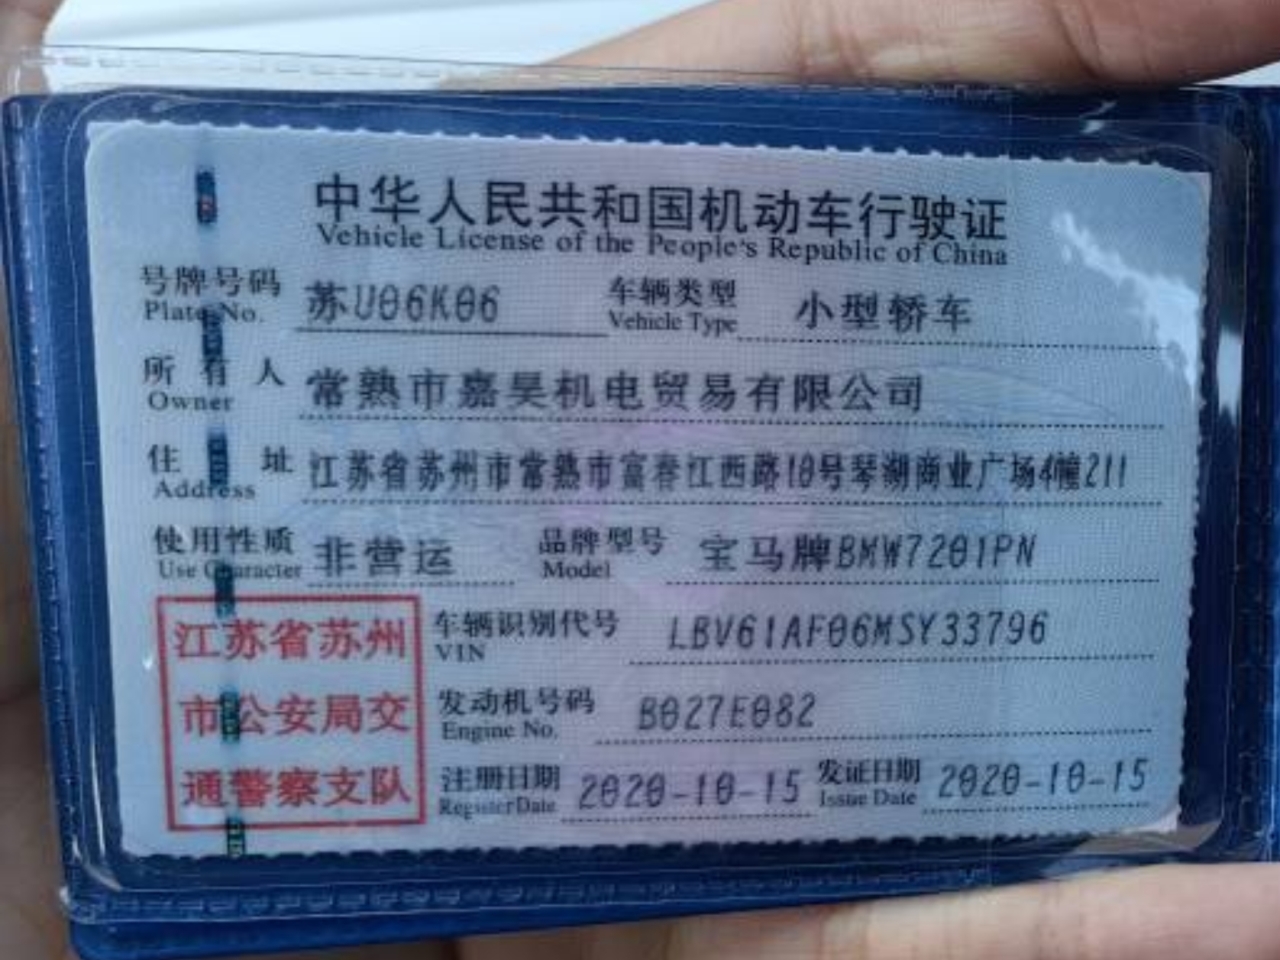 中华人民共和国机动车行驶证
Vehicle License of the People's Republic of China
号牌号码 苏U06K06 车辆类型 小型轿车
Plate No. Vehicle Type
所有人 常熟市嘉昊机电贸易有限公司
Owner
住址 江苏省苏州市常熟市富春江西路18号琴湖商业广场4幢211
Address
使用性质 非营运 品牌型号 宝马牌BMW7201PN
Use Character Model
江苏省苏州
市公安局交
通警察支队
车辆识别代号 LBV61AF06MSY33796
VIN
发动机号码 B027E082
Engine No.
注册日期 2020-10-15 发证日期 2020-10-15
Register Date Issue Date